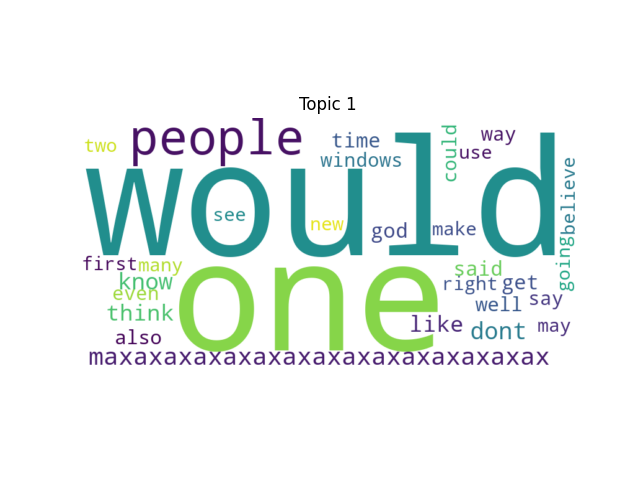 Topic 1
two people time windows could use way
would
believe
see new god make
first many
know
even
think
also
one
said
going
right get
well say
like dont may
maxaxaxaxaxaxaxaxaxaxaxaxaxaxax